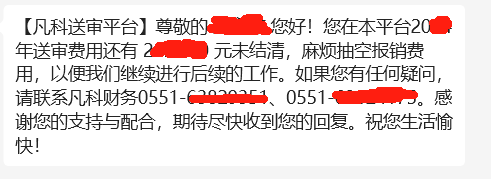 【凡科送审平台】尊敬的 您好！您在本平台20
年送审费用还有 2 0 元未结清，麻烦抽空报销费
用，以便我们继续进行后续的工作。如果您有任何疑问，
请联系凡科财务0551- 、0551- 。感
谢您的支持与配合，期待尽快收到您的回复。祝您生活愉
快！